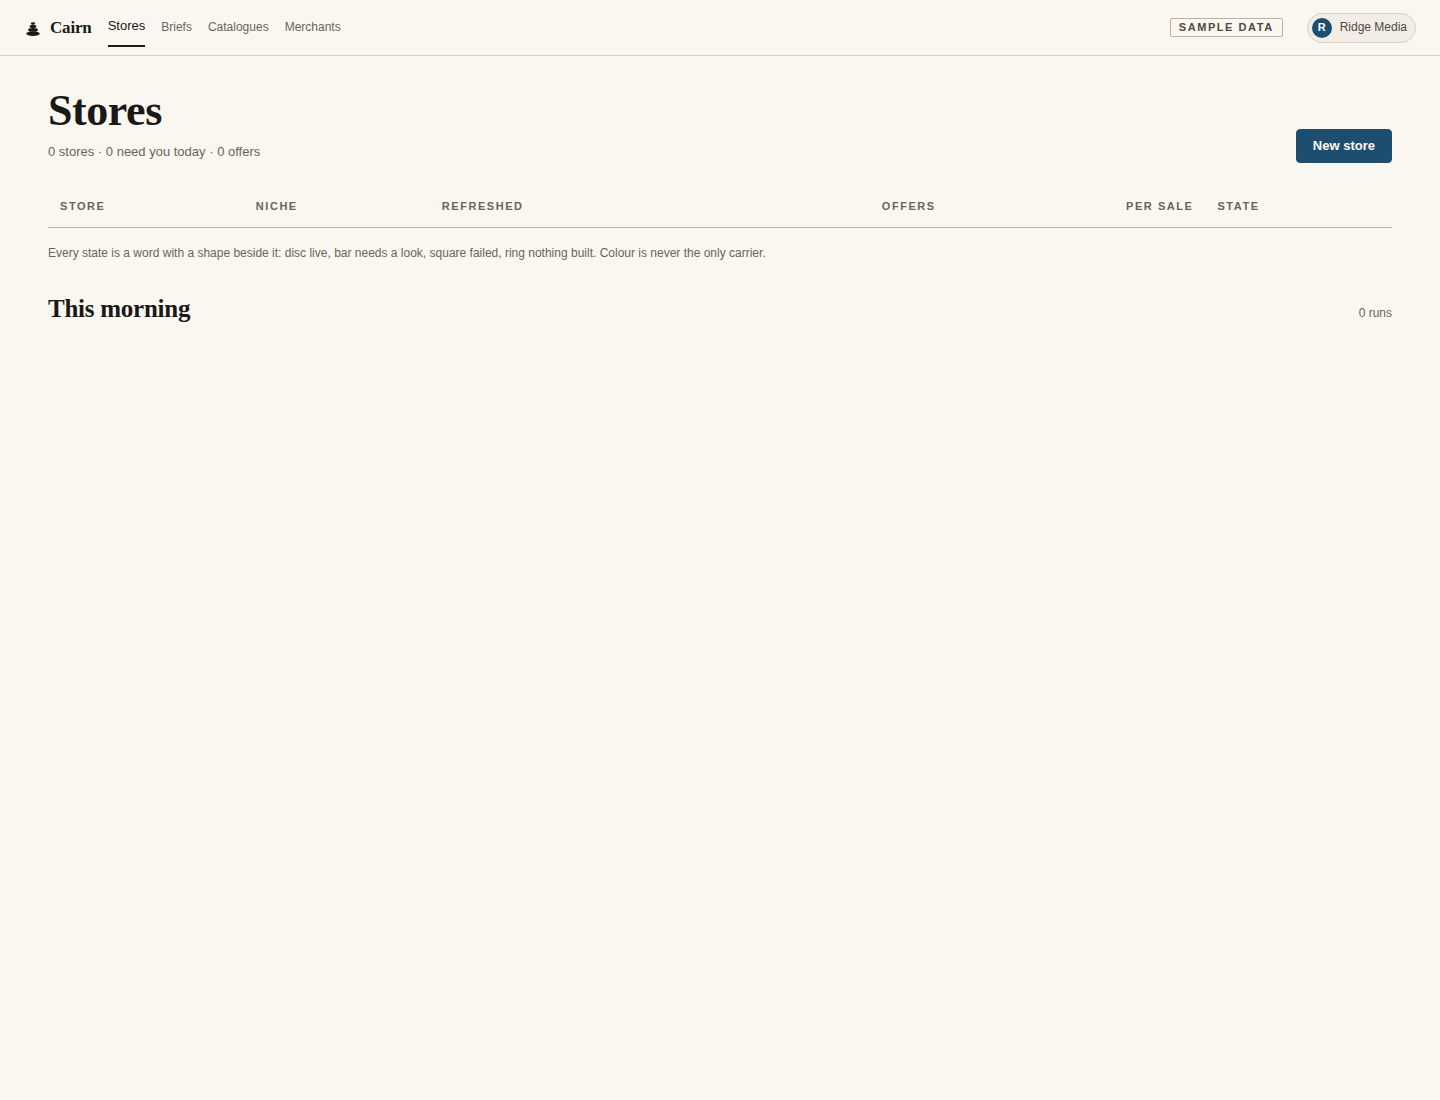 Cairn Stores Briefs Catalogues Merchants SAMPLE DATA R Ridge Media
Stores
0 stores · 0 need you today · 0 offers
New store
STORE NICHE REFRESHED OFFERS PER SALE STATE
Every state is a word with a shape beside it: disc live, bar needs a look, square failed, ring nothing built. Colour is never the only carrier.
This morning
0 runs